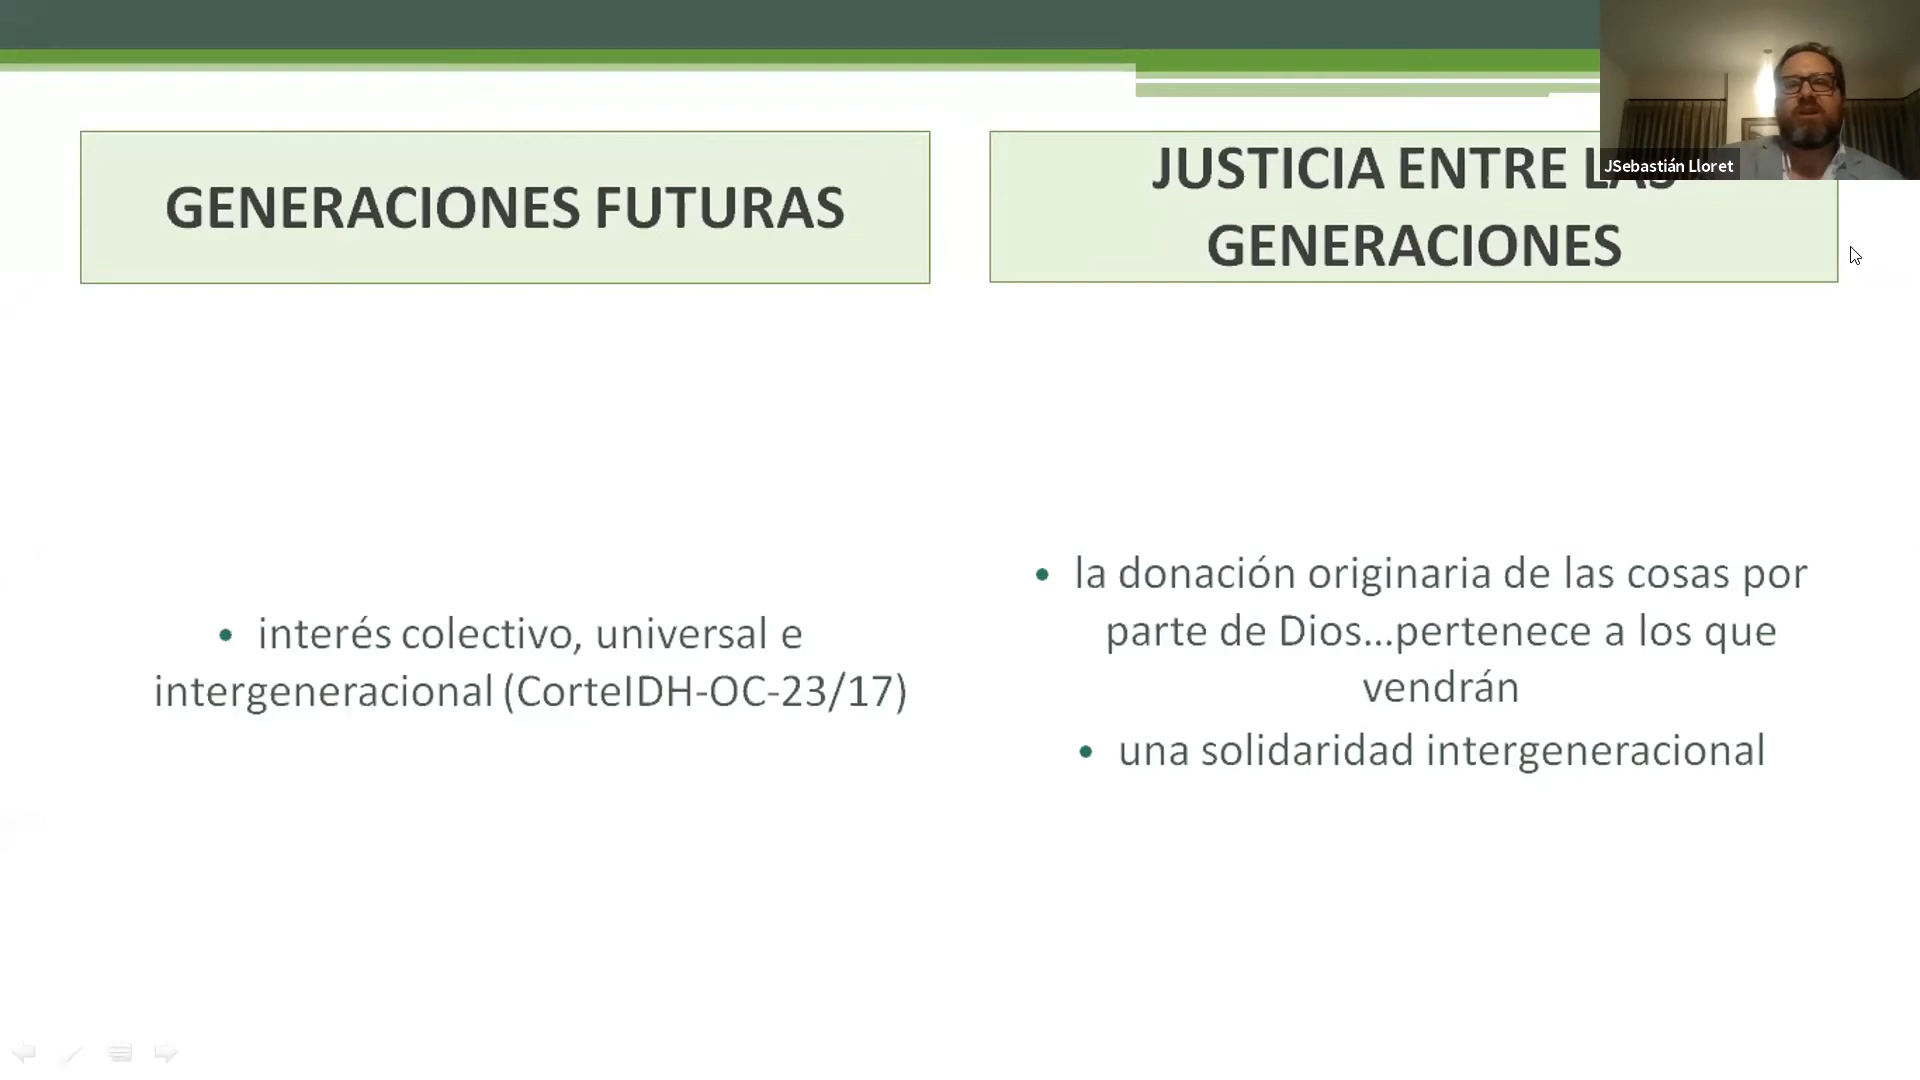 GENERACIONES FUTURAS
• interés colectivo, universal e
intergeneracional (CorteIDH-OC-23/17)
JUSTICIA ENTRE LAS
GENERACIONES
• la donación originaria de las cosas por
parte de Dios...pertenece a los que
vendrán
• una solidaridad intergeneracional
JSebastián Lloret